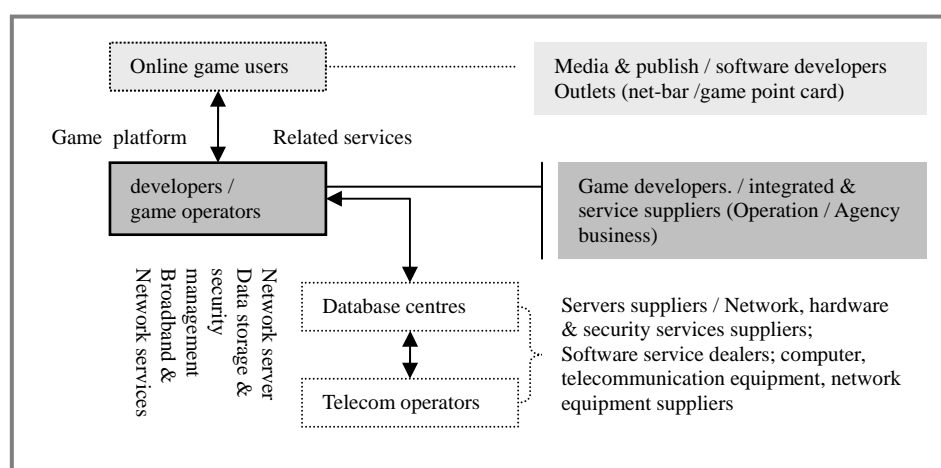 Online game users
Media & publish / software developers
Outlets (net-bar /game point card)
Game platform
Related services
developers /
game operators
Game developers. / integrated &
service suppliers (Operation / Agency
business)
Network server
Data storage &
security
management
Broadband &
Network services
Database centres
Telecom operators
Servers suppliers / Network, hardware
& security services suppliers;
Software service dealers; computer,
telecommunication equipment, network
equipment suppliers